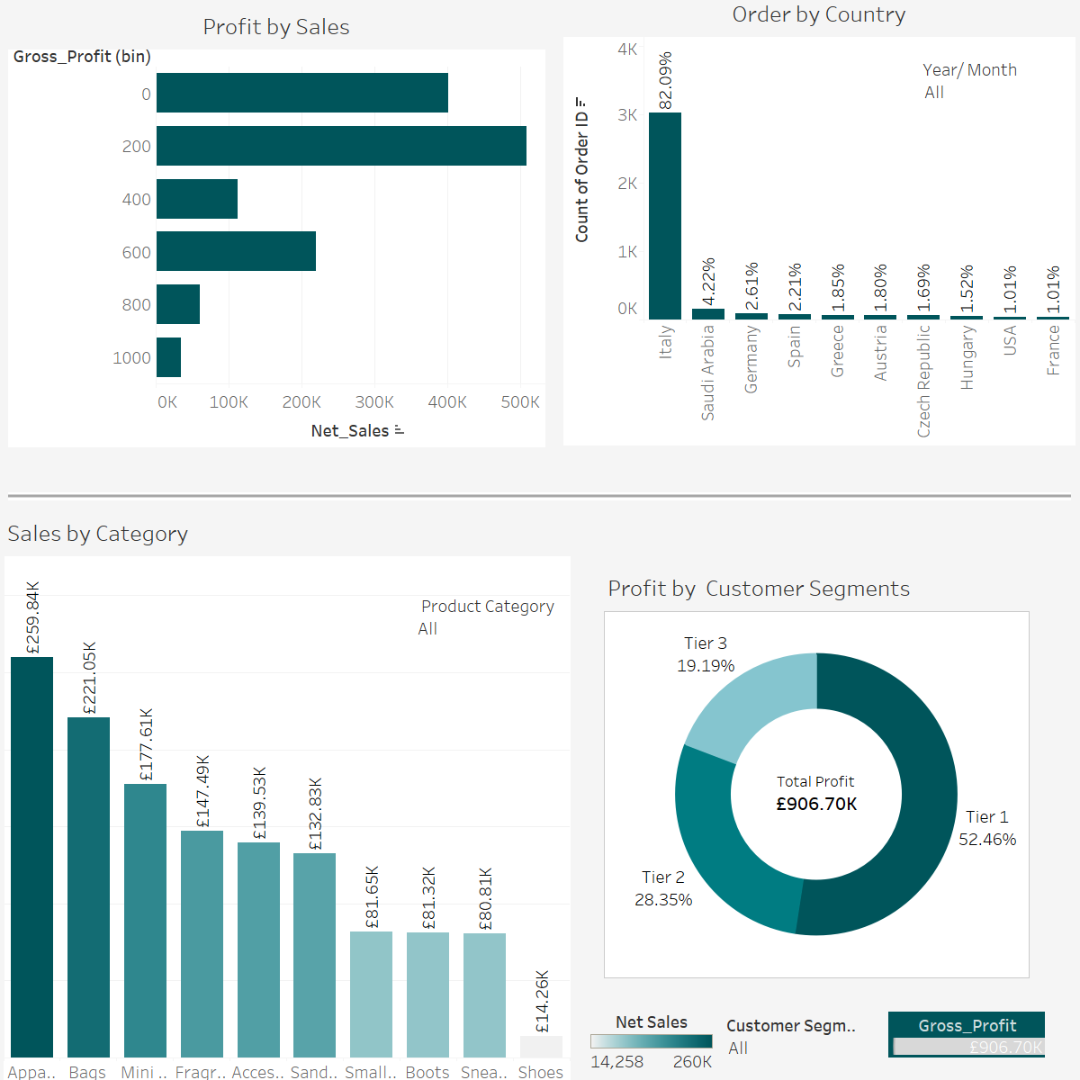 Profit by Sales
Gross_Profit (bin)
0
200
400
600
800
1000
0K 100K 200K 300K 400K 500K
Net_Sales
Order by Country
Year/ Month
All
Count of Order ID
4K
3K
2K
1K
0K
82.09%
4.22%
2.61%
2.21%
1.85%
1.80%
1.69%
1.52%
1.01%
1.01%
Italy
Saudi Arabia
Germany
Spain
Greece
Austria
Czech Republic
Hungary
USA
France
Sales by Category
Product Category
All
£259.84K
£221.05K
£177.61K
£147.49K
£139.53K
£132.83K
£81.65K
£81.32K
£80.81K
£14.26K
Appa.. Bags Mini .. Fragr.. Acces.. Sand.. Small.. Boots Snea.. Shoes
Profit by  Customer Segments
Tier 3
19.19%
Total Profit
£906.70K
Tier 1
52.46%
Tier 2
28.35%
Net Sales
14,258 260K
Customer Segm..
All
Gross_Profit
£906.70K